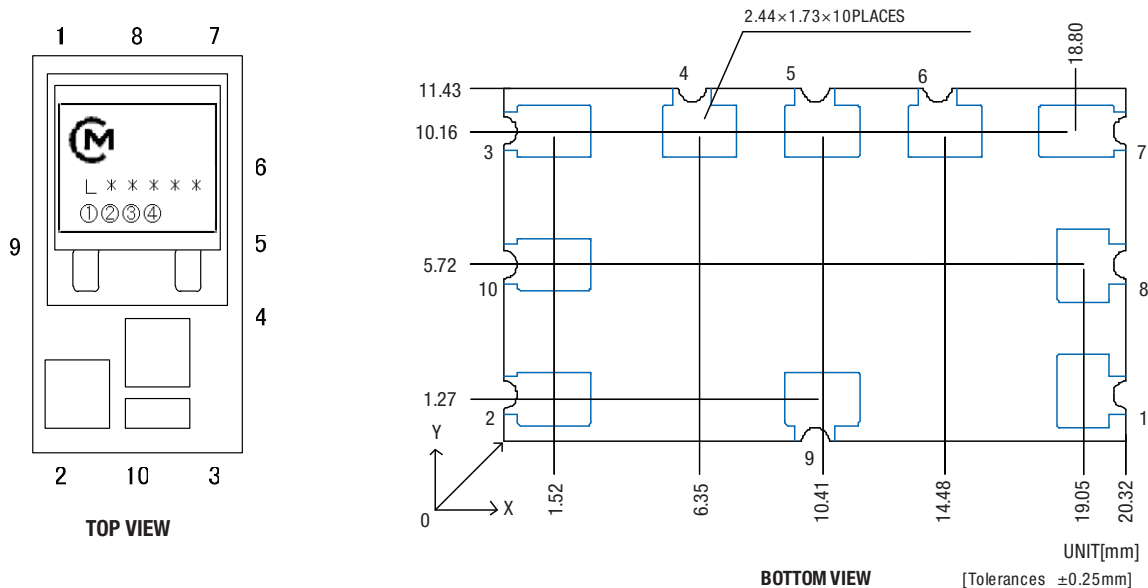 1 8 7
CM
L * * * * *
①②③④
6
9
5
4
2 10 3
TOP VIEW
2.44×1.73×10PLACES
18.80
11.43
4 5 6
10.16
3 7
5.72
10 8
1.27
2 1
Y
9
0 X
1.52 6.35 10.41 14.48 19.05 20.32
UNIT[mm]
BOTTOM VIEW [Tolerances ±0.25mm]